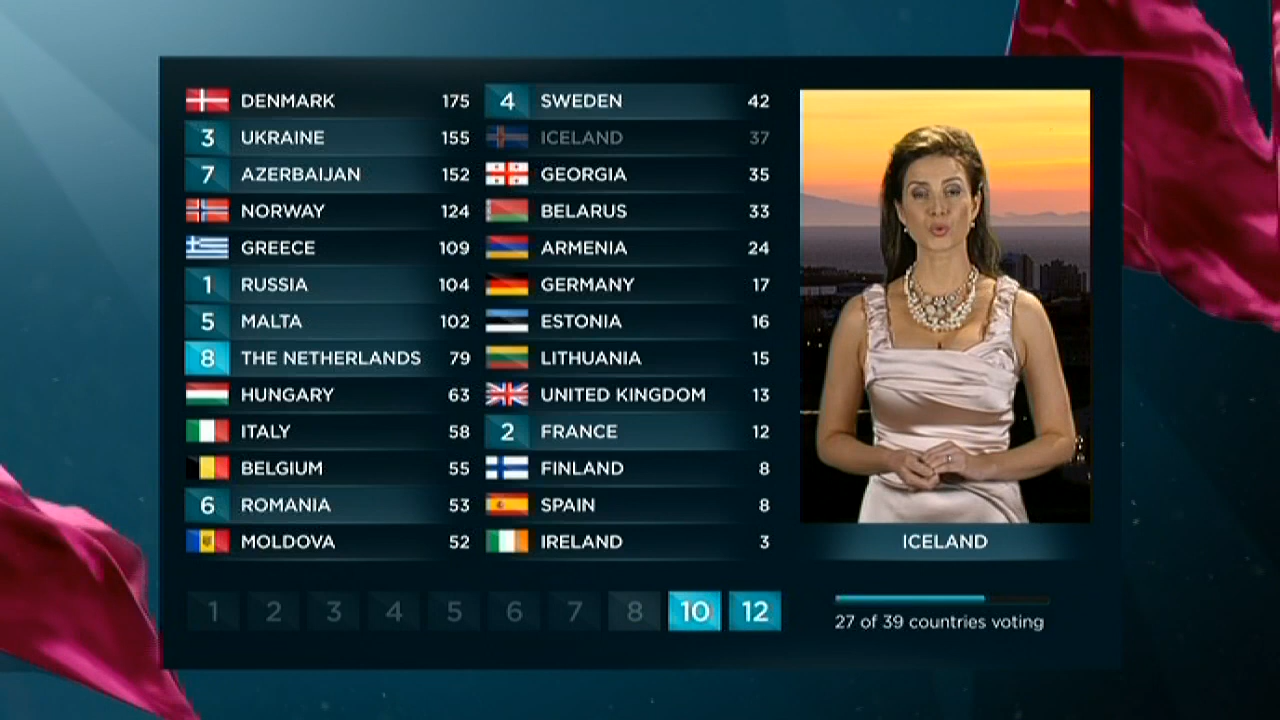 DENMARK 175
3 UKRAINE 155
7 AZERBAIJAN 152
NORWAY 124
GREECE 109
1 RUSSIA 104
5 MALTA 102
8 THE NETHERLANDS 79
HUNGARY 63
ITALY 58
BELGIUM 55
6 ROMANIA 53
MOLDOVA 52
4 SWEDEN 42
ICELAND 37
GEORGIA 35
BELARUS 33
ARMENIA 24
GERMANY 17
ESTONIA 16
LITHUANIA 15
UNITED KINGDOM 13
2 FRANCE 12
FINLAND 8
SPAIN 8
IRELAND 3
ICELAND
1 2 3 4 5 6 7 8 10 12
27 of 39 countries voting